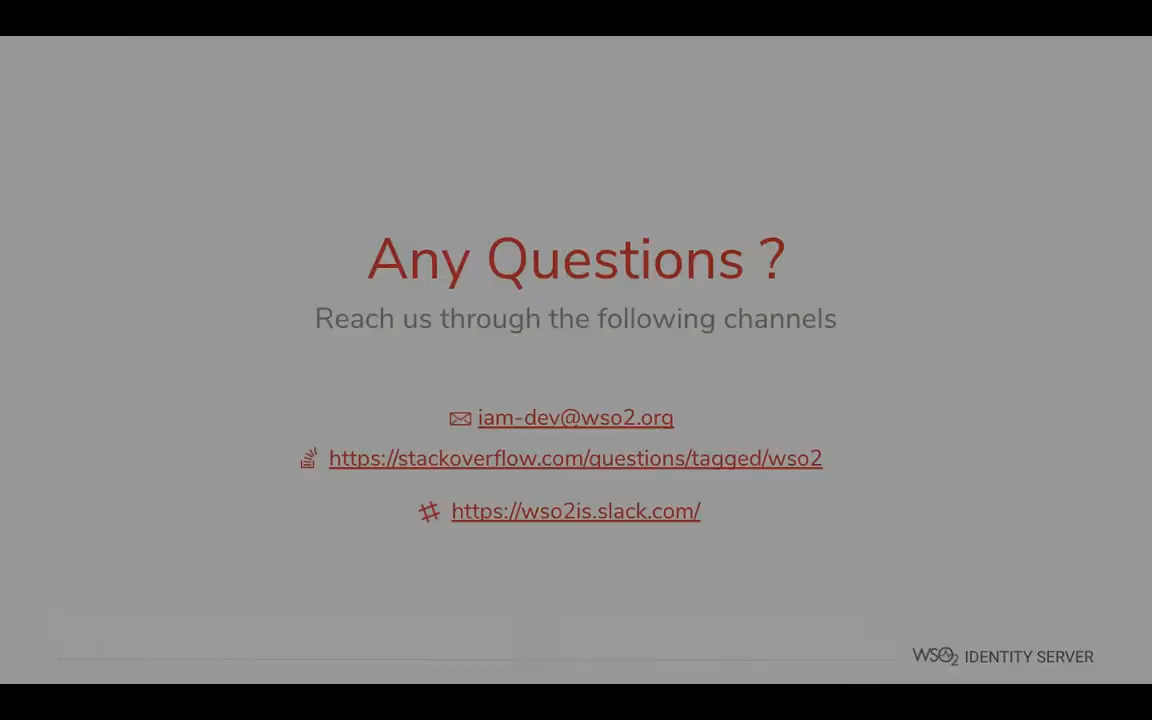 Any Questions ?
Reach us through the following channels
iam-dev@wso2.org
https://stackoverflow.com/questions/tagged/wso2
https://wso2is.slack.com/
WSO2 IDENTITY SERVER